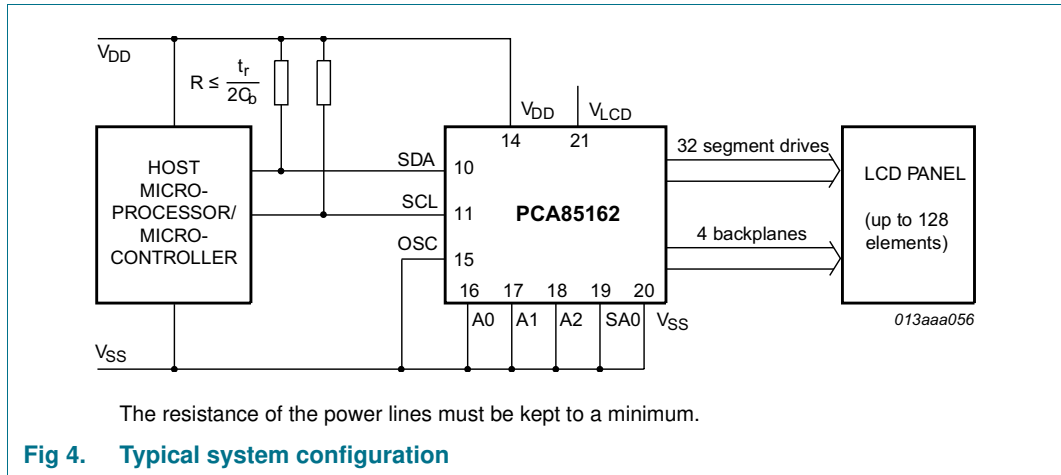 VDD
R ≤ tr
2Cb
VDD
VLCD
14
21
HOST
MICRO-
PROCESSOR/
MICRO-
CONTROLLER
SDA
10
SCL
11
OSC
15
PCA85162
16
17
18
19
20
A0
A1
A2
SA0
VSS
32 segment drives
4 backplanes
LCD PANEL
(up to 128
elements)
013aaa056
VSS
The resistance of the power lines must be kept to a minimum.
Fig 4. Typical system configuration